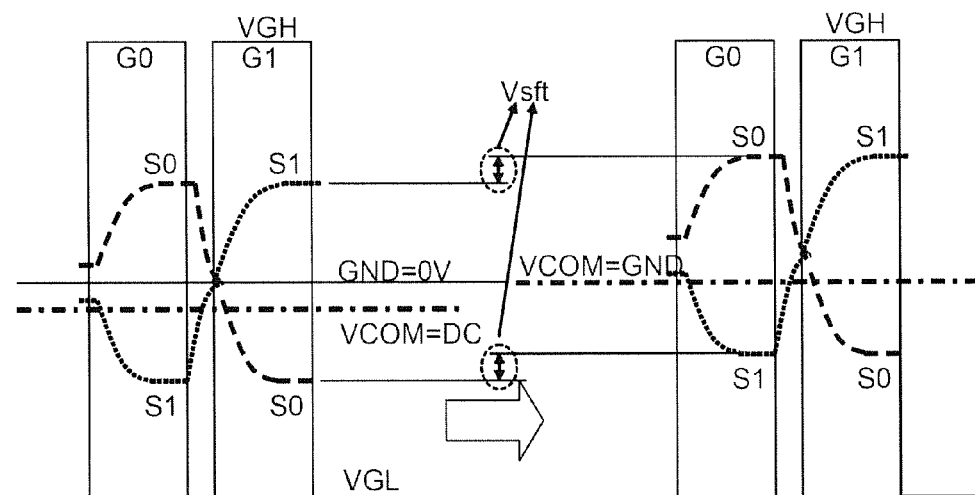 VGH
G0
G1
S0
S1
GND=0V
VCOM=DC
S1
S0
VGL
Vsft
VGH
G0
G1
S0
S1
VCOM=GND
S1
S0